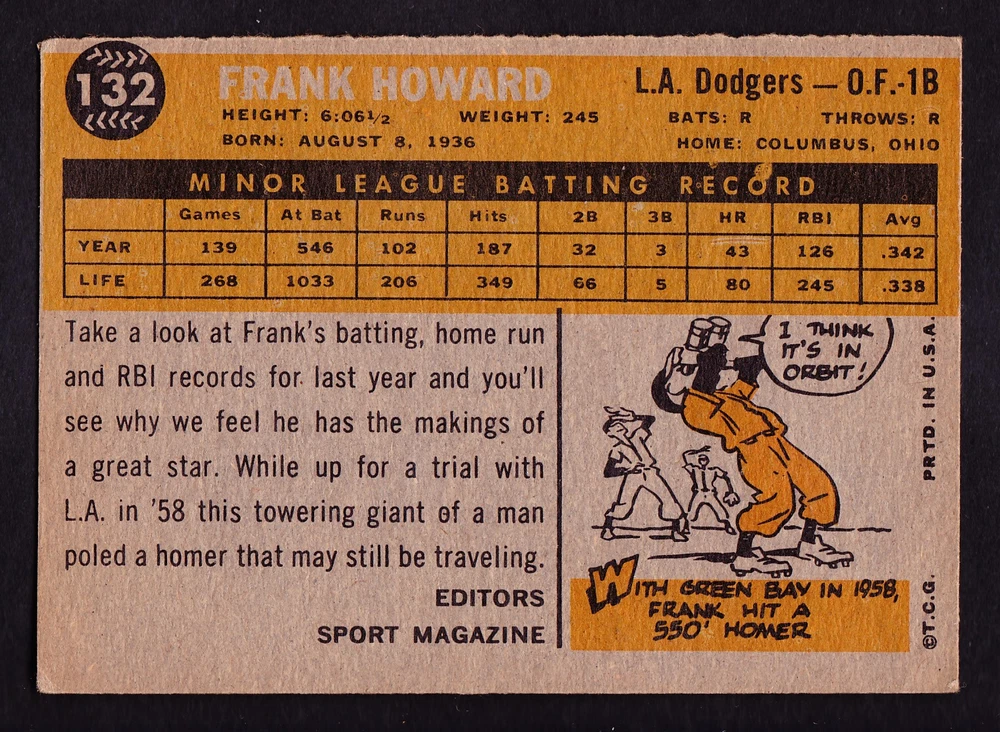 132
FRANK HOWARD
L.A. Dodgers — O.F.-1B
HEIGHT: 6:06½ WEIGHT: 245 BATS: R THROWS: R
BORN: AUGUST 8, 1936 HOME: COLUMBUS, OHIO
MINOR LEAGUE BATTING RECORD
Games At Bat Runs Hits 2B 3B HR RBI Avg
YEAR 139 546 102 187 32 3 43 126 .342
LIFE 268 1033 206 349 66 5 80 245 .338
Take a look at Frank's batting, home run
and RBI records for last year and you'll
see why we feel he has the makings of
a great star. While up for a trial with
L.A. in '58 this towering giant of a man
poled a homer that may still be traveling.
EDITORS
SPORT MAGAZINE
I THINK
IT'S IN
ORBIT!
WITH GREEN BAY IN 1958,
FRANK HIT A
550' HOMER
©T.C.G. PRTD. IN U.S.A.